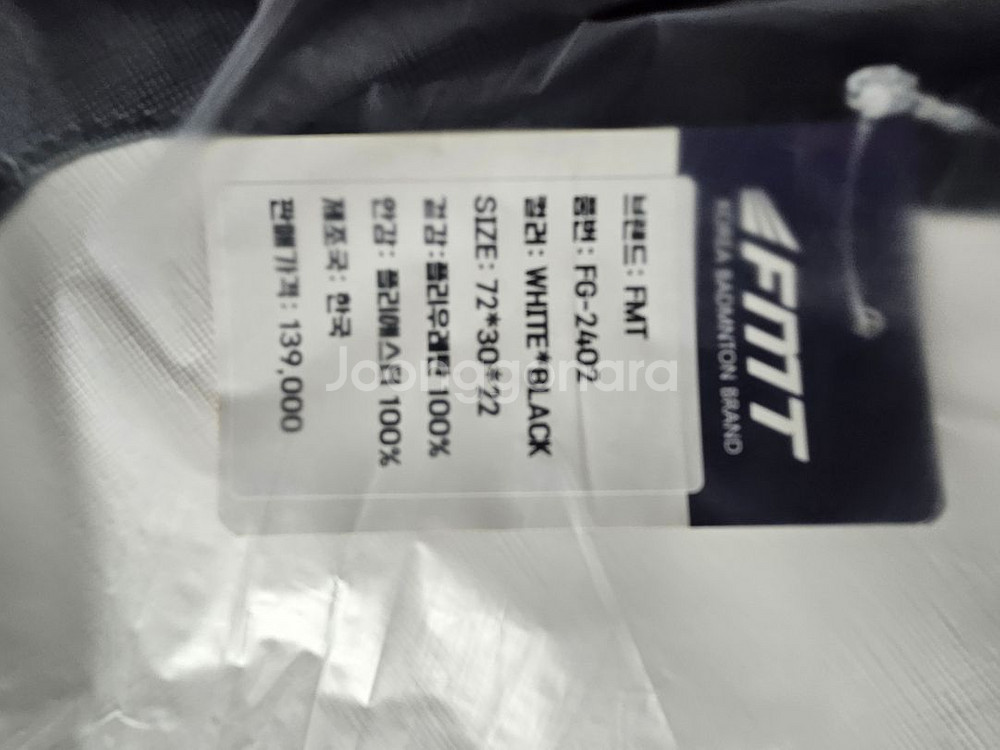 FMT
KOREA BADMINTON BRAND
브랜드: FMT
품번: FG-2402
컬러: WHITE*BLACK
SIZE: 72*30*22
겉감:폴리우레탄 100%
안감: 폴리에스터 100%
제조국: 한국
판매가격: 139,000
Joonggonara